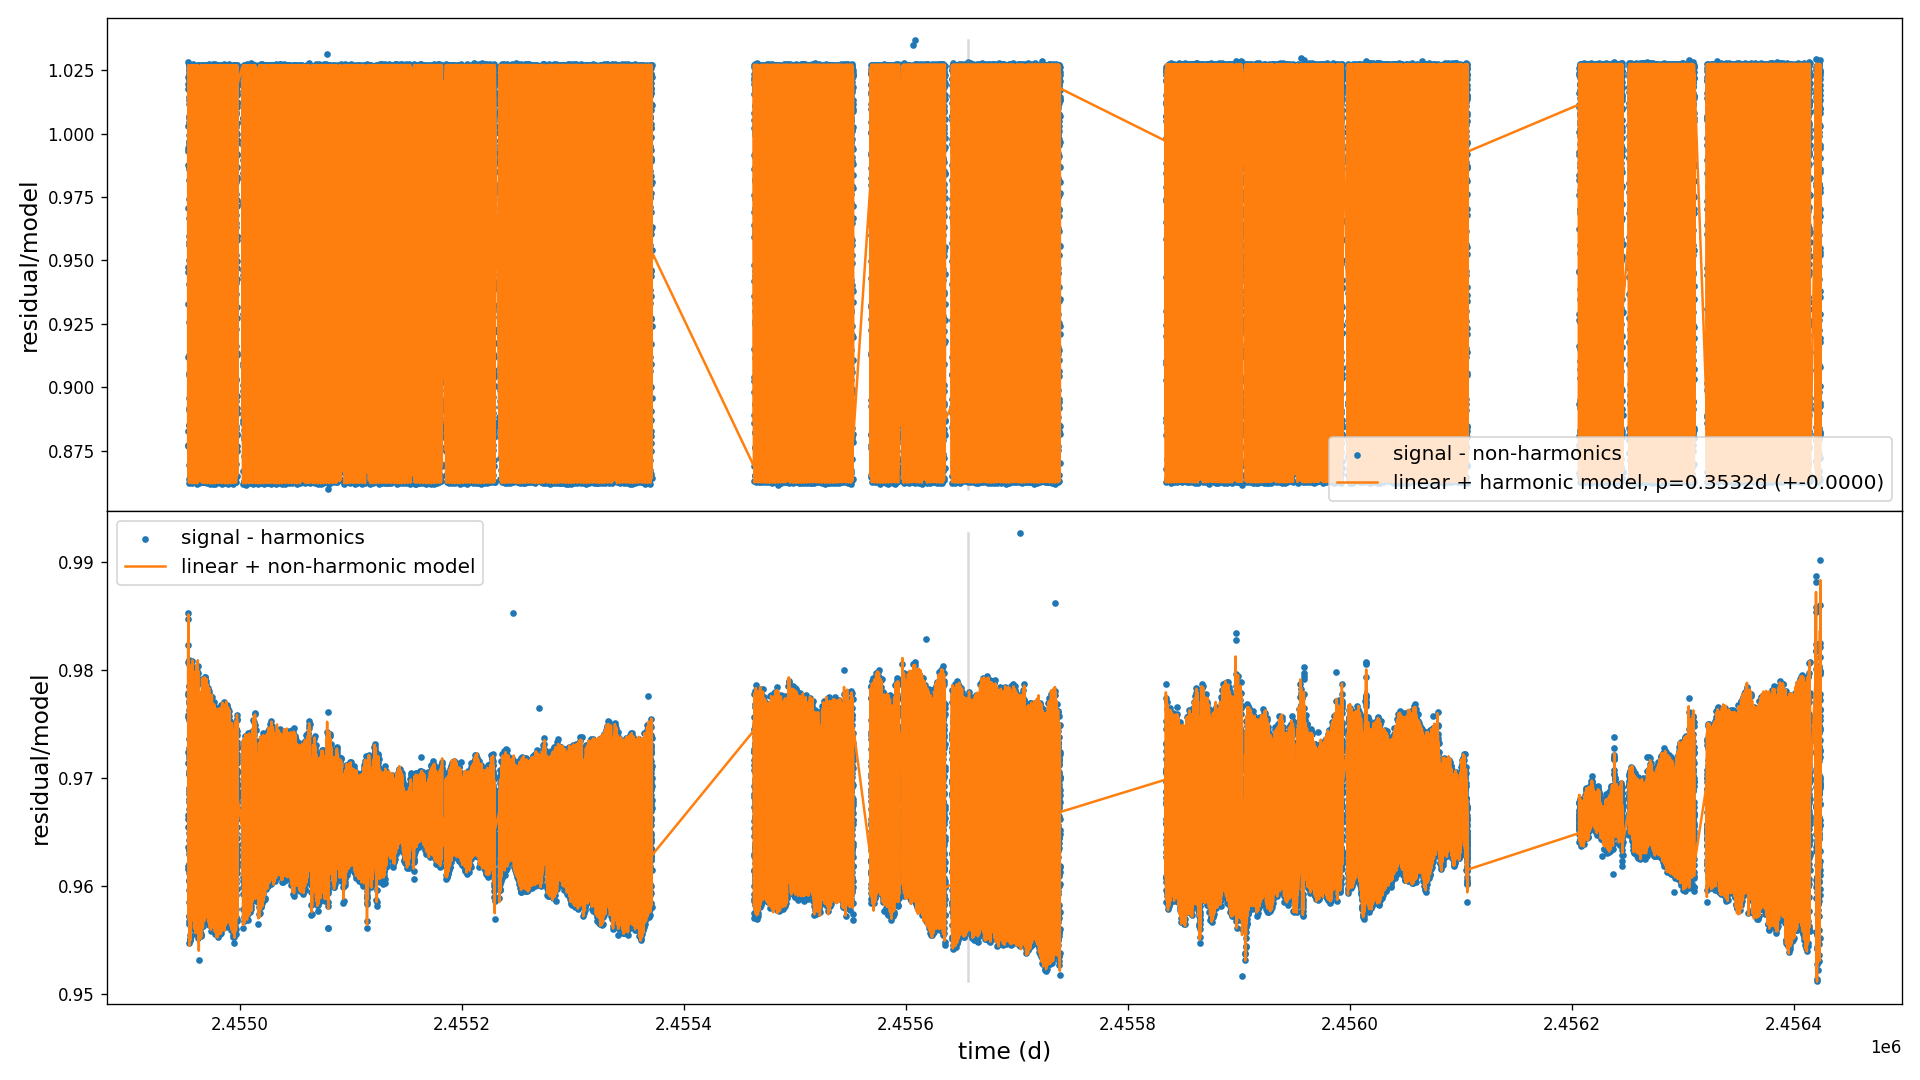 1.025
1.000
0.975
0.950
0.925
0.900
0.875
residual/model
signal - non-harmonics
linear + harmonic model, p=0.3532d (+-0.0000)
signal - harmonics
linear + non-harmonic model
0.99
0.98
0.97
0.96
0.95
residual/model
2.4550 2.4552 2.4554 2.4556 2.4558 2.4560 2.4562 2.4564
1e6
time (d)